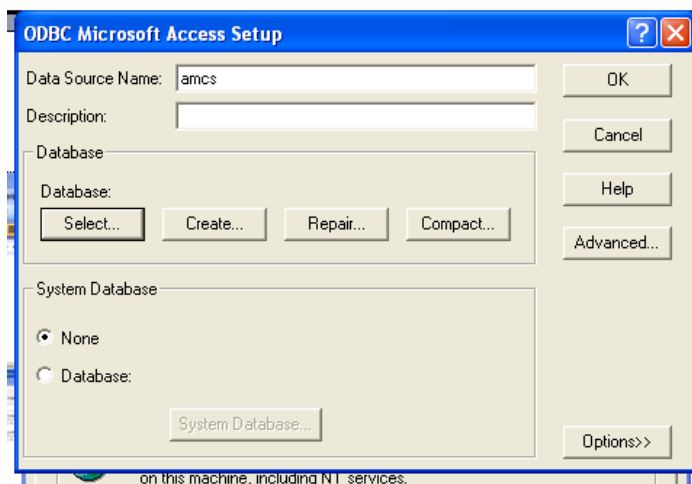 ODBC Microsoft Access Setup
Data Source Name: amcs
OK
Description:
Cancel
Database
Database:
Help
Select... Create... Repair... Compact...
Advanced...
System Database
None
Database:
System Database...
Options>>
on this machine, including NT services.